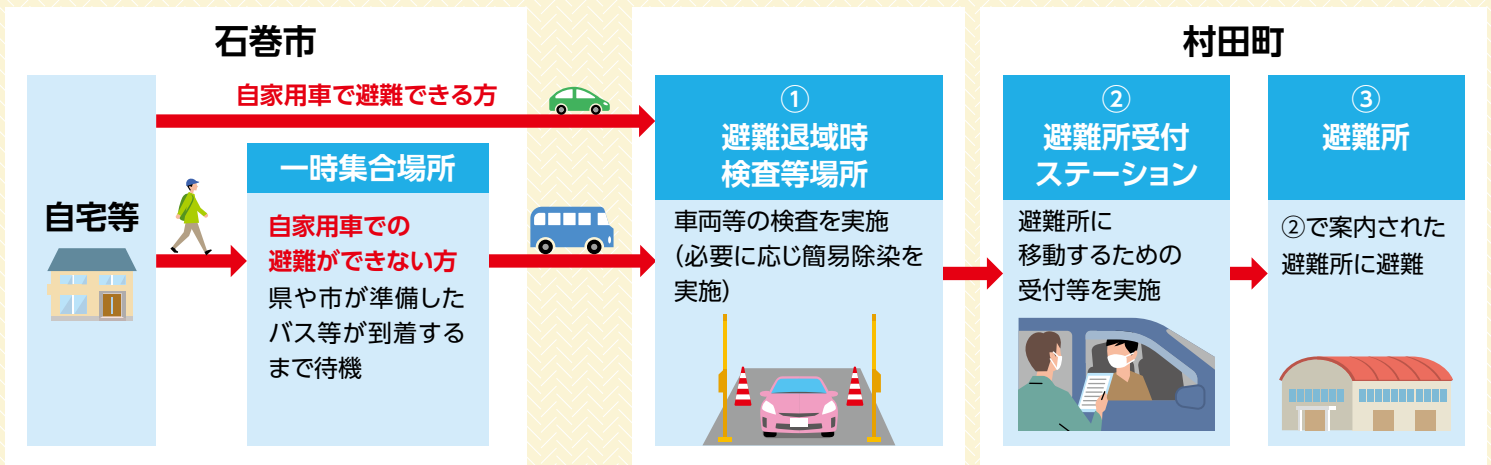 石巻市
自宅等
自家用車で避難できる方
一時集合場所
自家用車での
避難ができない方
県や市が準備した
バス等が到着する
まで待機
①
避難退域時
検査等場所
車両等の検査を実施
(必要に応じ簡易除染を
実施)
村田町
②
避難所受付
ステーション
避難所に
移動するための
受付等を実施
③
避難所
②で案内された
避難所に避難